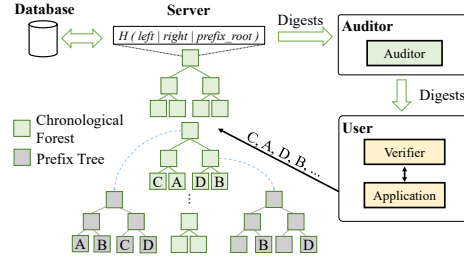 Database
Server
H ( left | right | prefix_root )
Digests
Auditor
Auditor
Digests
User
Verifier
Application
Chronological
Forest
Prefix Tree
C, A, D, B, ...
C A D B
A B C D
B D